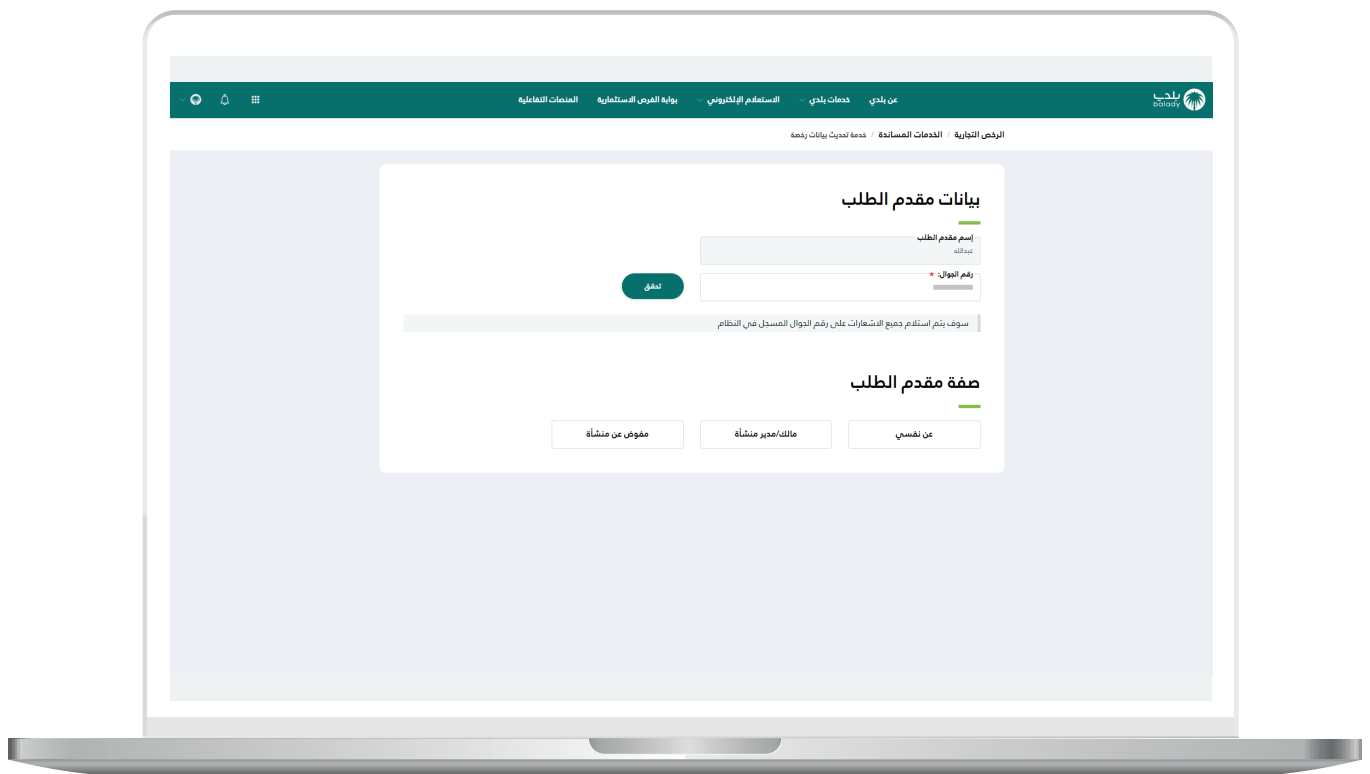 بلدي
balady
عن بلدي خدمات بلدي الاستعلام الإلكتروني بوابة الفرص الاستثمارية المنصات التفاعلية
الرخص التجارية / الخدمات المساندة / خدمة تحديث بيانات رخصة
بيانات مقدم الطلب
إسم مقدم الطلب
عبدالله
رقم الجوال: *
تحقق
سوف يتم استلام جميع الاشعارات على رقم الجوال المسجل في النظام
صفة مقدم الطلب
عن نفسي
مالك/مدير منشأة
مفوض عن منشأة